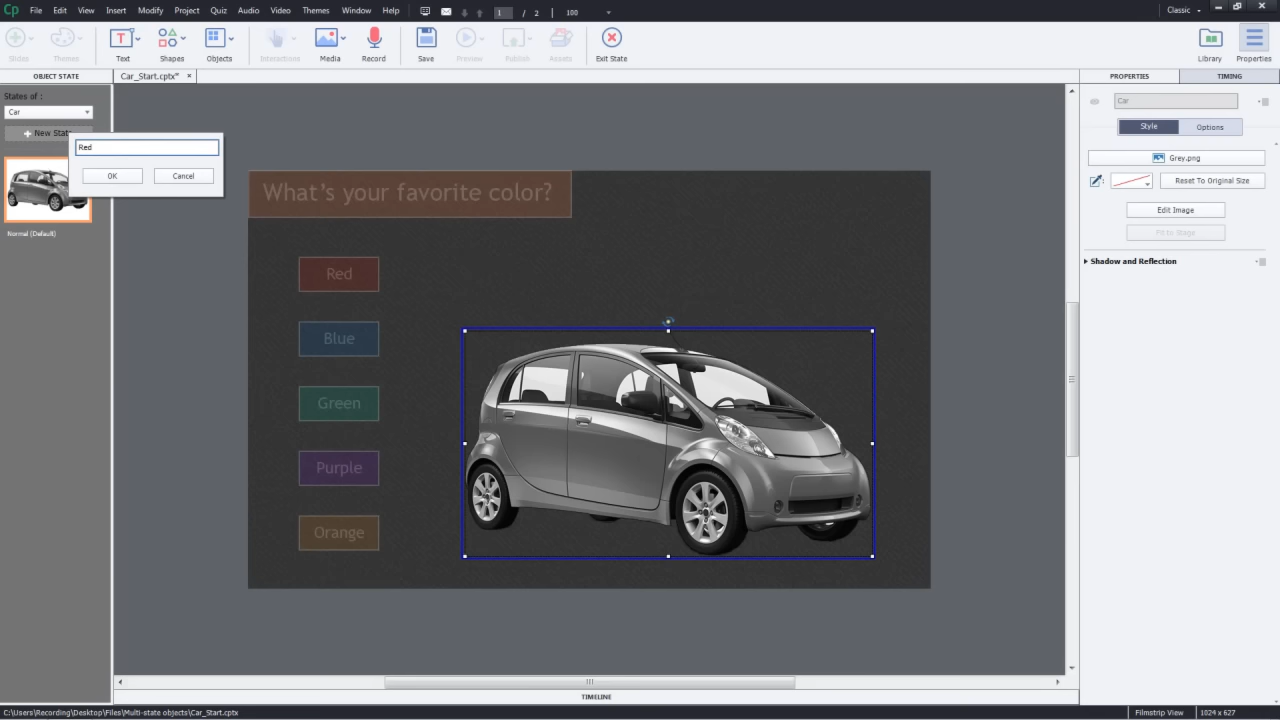 Cp File Edit View Insert Modify Project Quiz Audio Video Themes Window Help 1 / 2 100 Classic
Slides Themes Text Shapes Objects Interactions Media Record Save Preview Publish Assets Exit State Library Properties
OBJECT STATE Car_Start.cptx* × PROPERTIES TIMING
States of :
Car
New State
Red
OK Cancel
Normal (Default)
What's your favorite color?
Red
Blue
Green
Purple
Orange
Car
Style Options
Grey.png
Reset To Original Size
Edit Image
Fit to Stage
Shadow and Reflection
TIMELINE
C:\Users\Recording\Desktop\Files\Multi-state objects\Car_Start.cptx Filmstrip View 1024 x 627